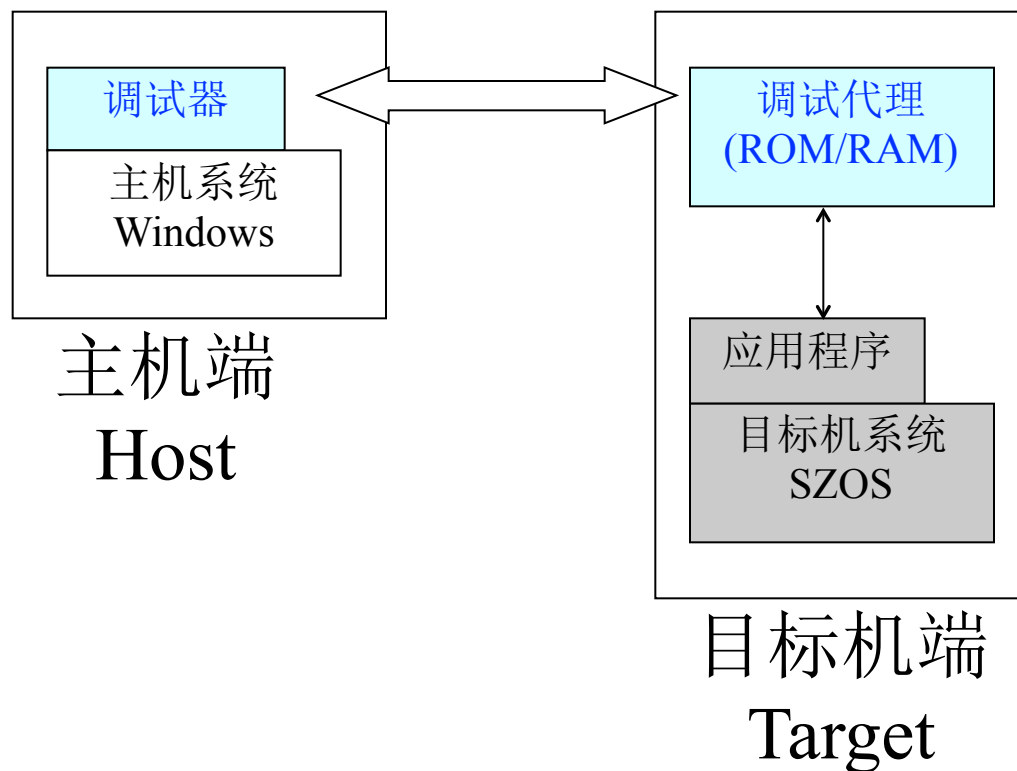 调试器
主机系统
Windows
主机端
Host
调试代理
(ROM/RAM)
应用程序
目标机系统
SZOS
目标机端
Target